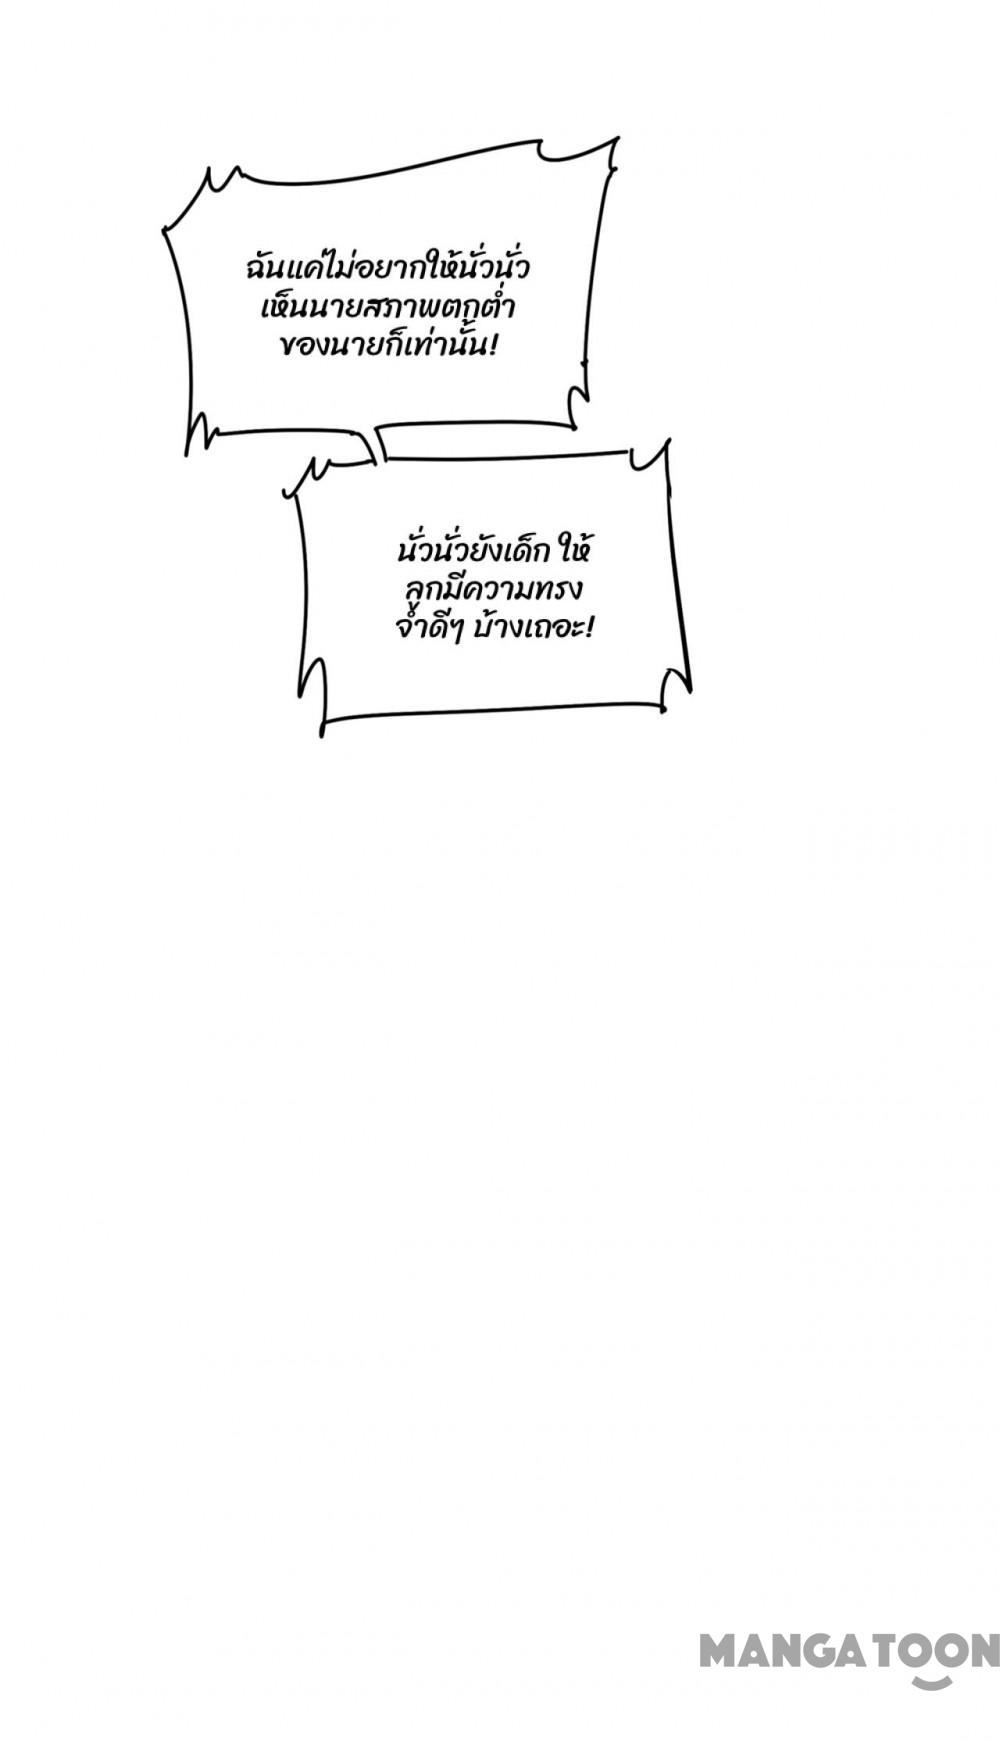 ฉันแค่ไม่อยากให้นั่วนั่ว
เห็นนายสภาพตกต่ำ
ของนายก็เท่านั้น!
นั่วนั่วยังเด็ก ให้
ลูกมีความทรง
จำดีๆ บ้างเถอะ!
MANGATOON